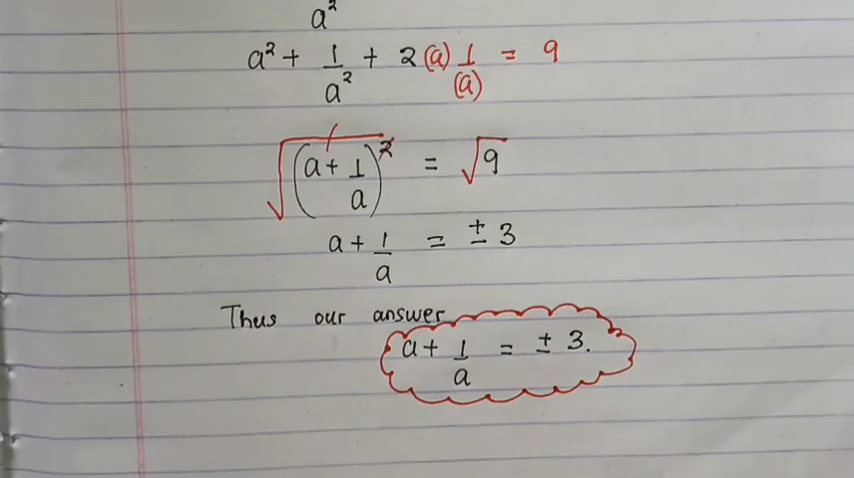 a²
a² + 1/a² + 2(a) 1/(a) = 9
√(a + 1/a)² = √9
a + 1/a = ± 3
Thus our answer
a + 1/a = ± 3.